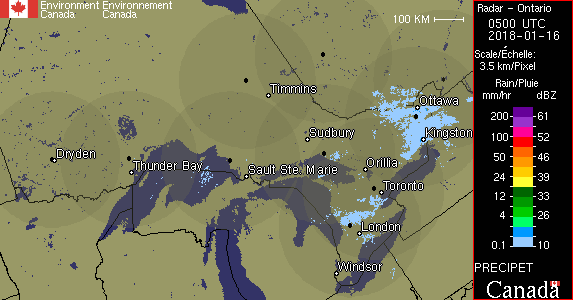 Environment Environnement
Canada Canada
100 KM
Timmins
Ottawa
Sudbury
Kingston
Dryden
Thunder Bay
Sault Ste. Marie
Orillia
Toronto
London
Windsor
Radar - Ontario
0500 UTC
2018-01-16
Scale/Échelle:
3.5 km/Pixel
Rain/Pluie
mm/hr dBZ
200 61
100 52
50 46
24 39
12 33
4 26
1 18
0.1 10
PRECIPET
Canada